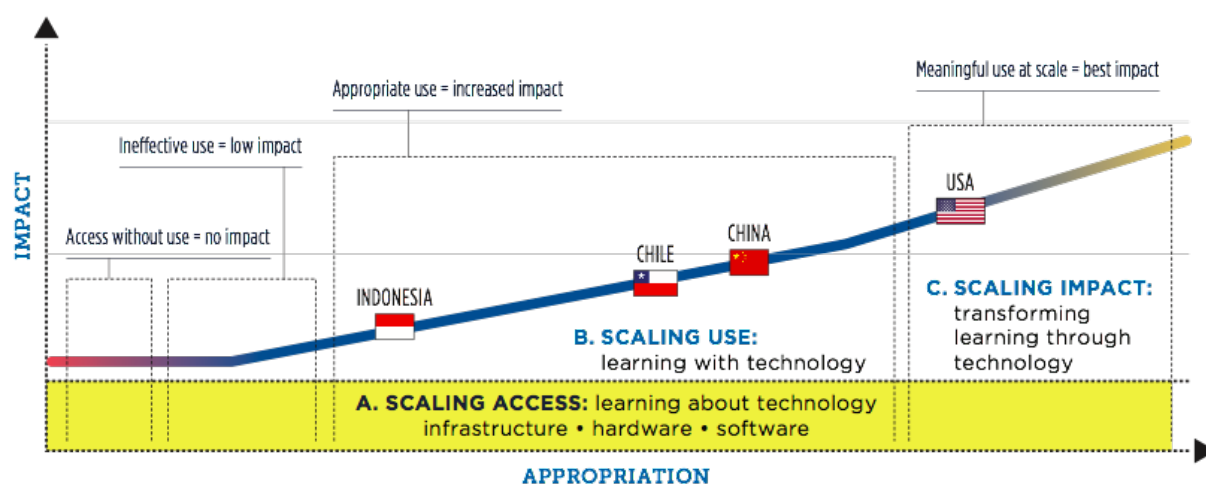 Meaningful use at scale = best impact
Appropriate use = increased impact
Ineffective use = low impact
Access without use = no impact
IMPACT
USA
CHINA
CHILE
INDONESIA
B. SCALING USE:
learning with technology
C. SCALING IMPACT:
transforming
learning through
technology
A. SCALING ACCESS: learning about technology
infrastructure • hardware • software
APPROPRIATION